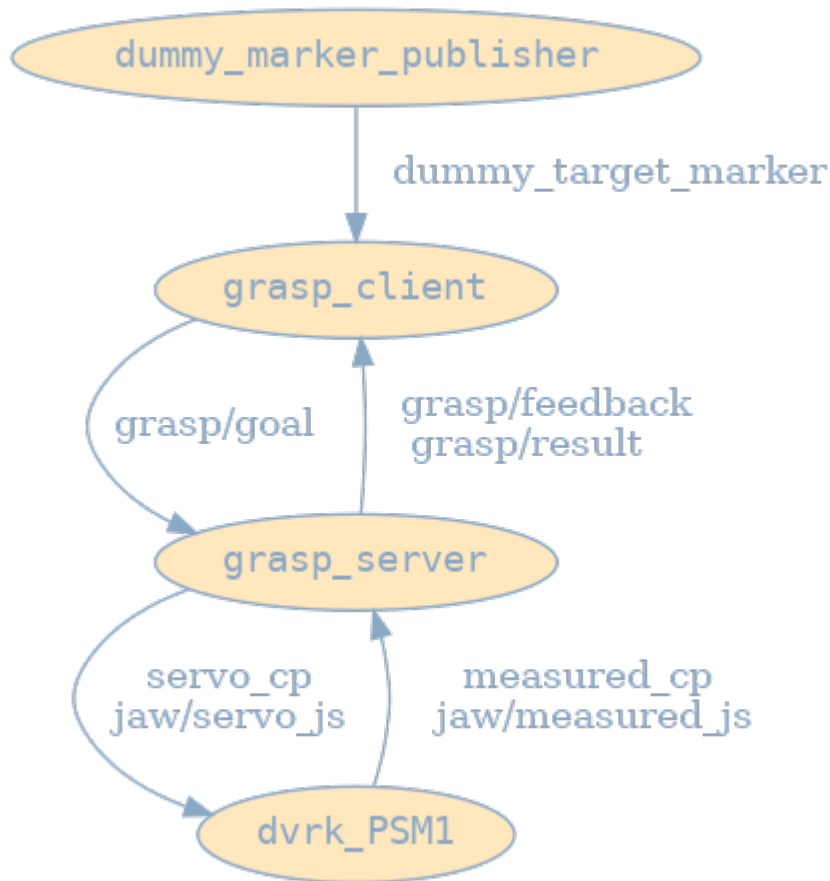 dummy_marker_publisher
dummy_target_marker
grasp_client
grasp/goal
grasp/feedback
grasp/result
grasp_server
servo_cp
jaw/servo_js
measured_cp
jaw/measured_js
dvrk_PSM1